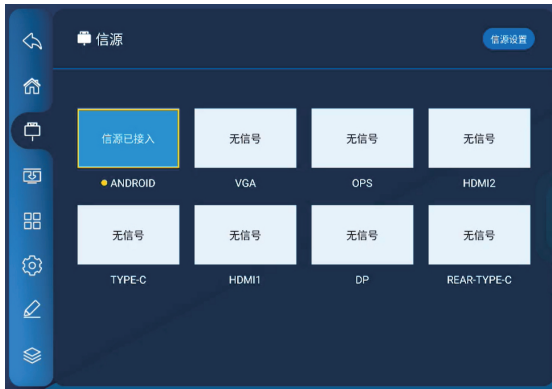 信源
信源设置
信源已接入 无信号 无信号 无信号
ANDROID VGA OPS HDMI2
无信号 无信号 无信号 无信号
TYPE-C HDMI1 DP REAR-TYPE-C